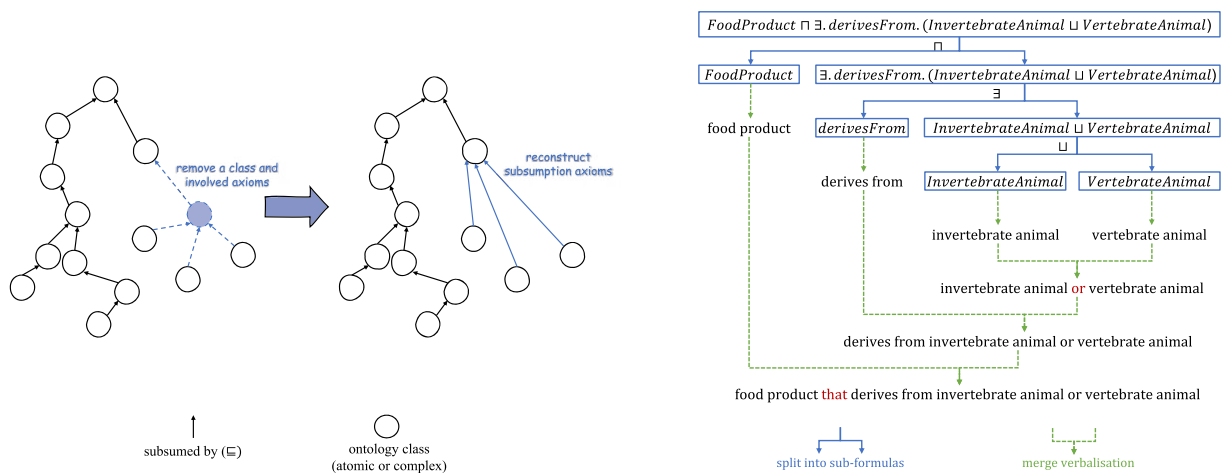 remove a class and
involved axioms
reconstruct
subsumption axioms
subsumed by (⊑)
ontology class
(atomic or complex)
FoodProduct ⊓ ∃. derivesFrom. (InvertebrateAnimal ⊔ VertebrateAnimal)
⊓
FoodProduct
∃. derivesFrom. (InvertebrateAnimal ⊔ VertebrateAnimal)
∃
food product
derivesFrom
InvertebrateAnimal ⊔ VertebrateAnimal
⊔
derives from
InvertebrateAnimal
VertebrateAnimal
invertebrate animal
vertebrate animal
invertebrate animal or vertebrate animal
derives from invertebrate animal or vertebrate animal
food product that derives from invertebrate animal or vertebrate animal
split into sub-formulas
merge verbalisation